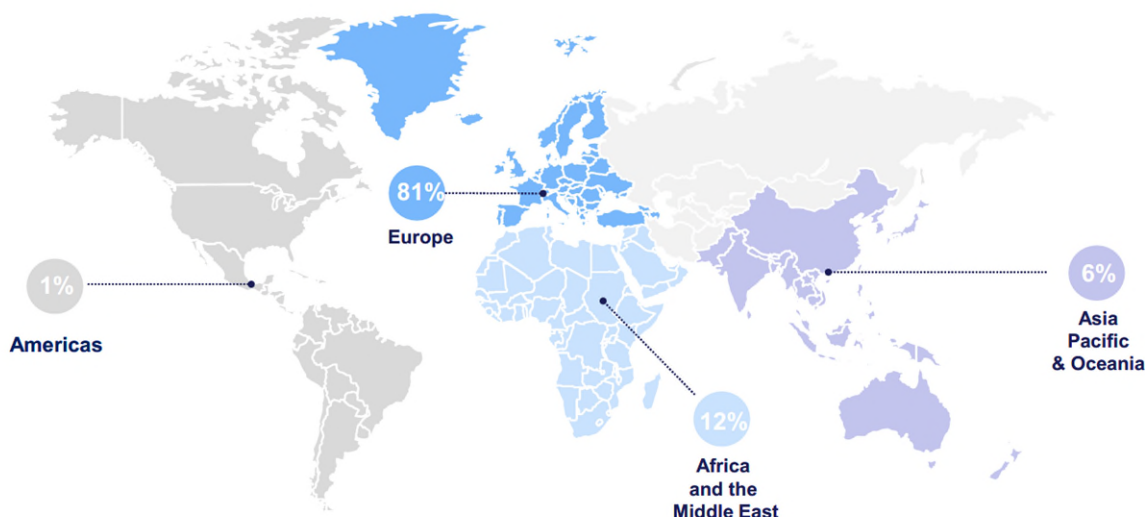 81%
Europe
1%
Americas
6%
Asia
Pacific
& Oceania
12%
Africa
and the
Middle East